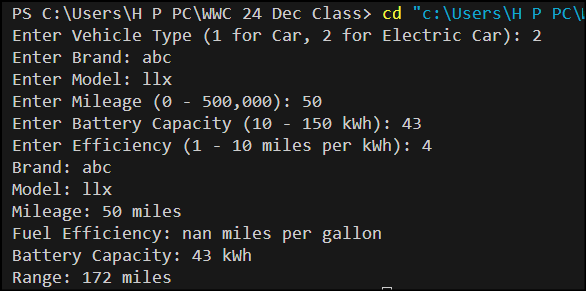 PS C:\Users\H P PC\WWC 24 Dec Class> cd "c:\Users\H P PC\
Enter Vehicle Type (1 for Car, 2 for Electric Car): 2
Enter Brand: abc
Enter Model: llx
Enter Mileage (0 - 500,000): 50
Enter Battery Capacity (10 - 150 kWh): 43
Enter Efficiency (1 - 10 miles per kWh): 4
Brand: abc
Model: llx
Mileage: 50 miles
Fuel Efficiency: nan miles per gallon
Battery Capacity: 43 kWh
Range: 172 miles